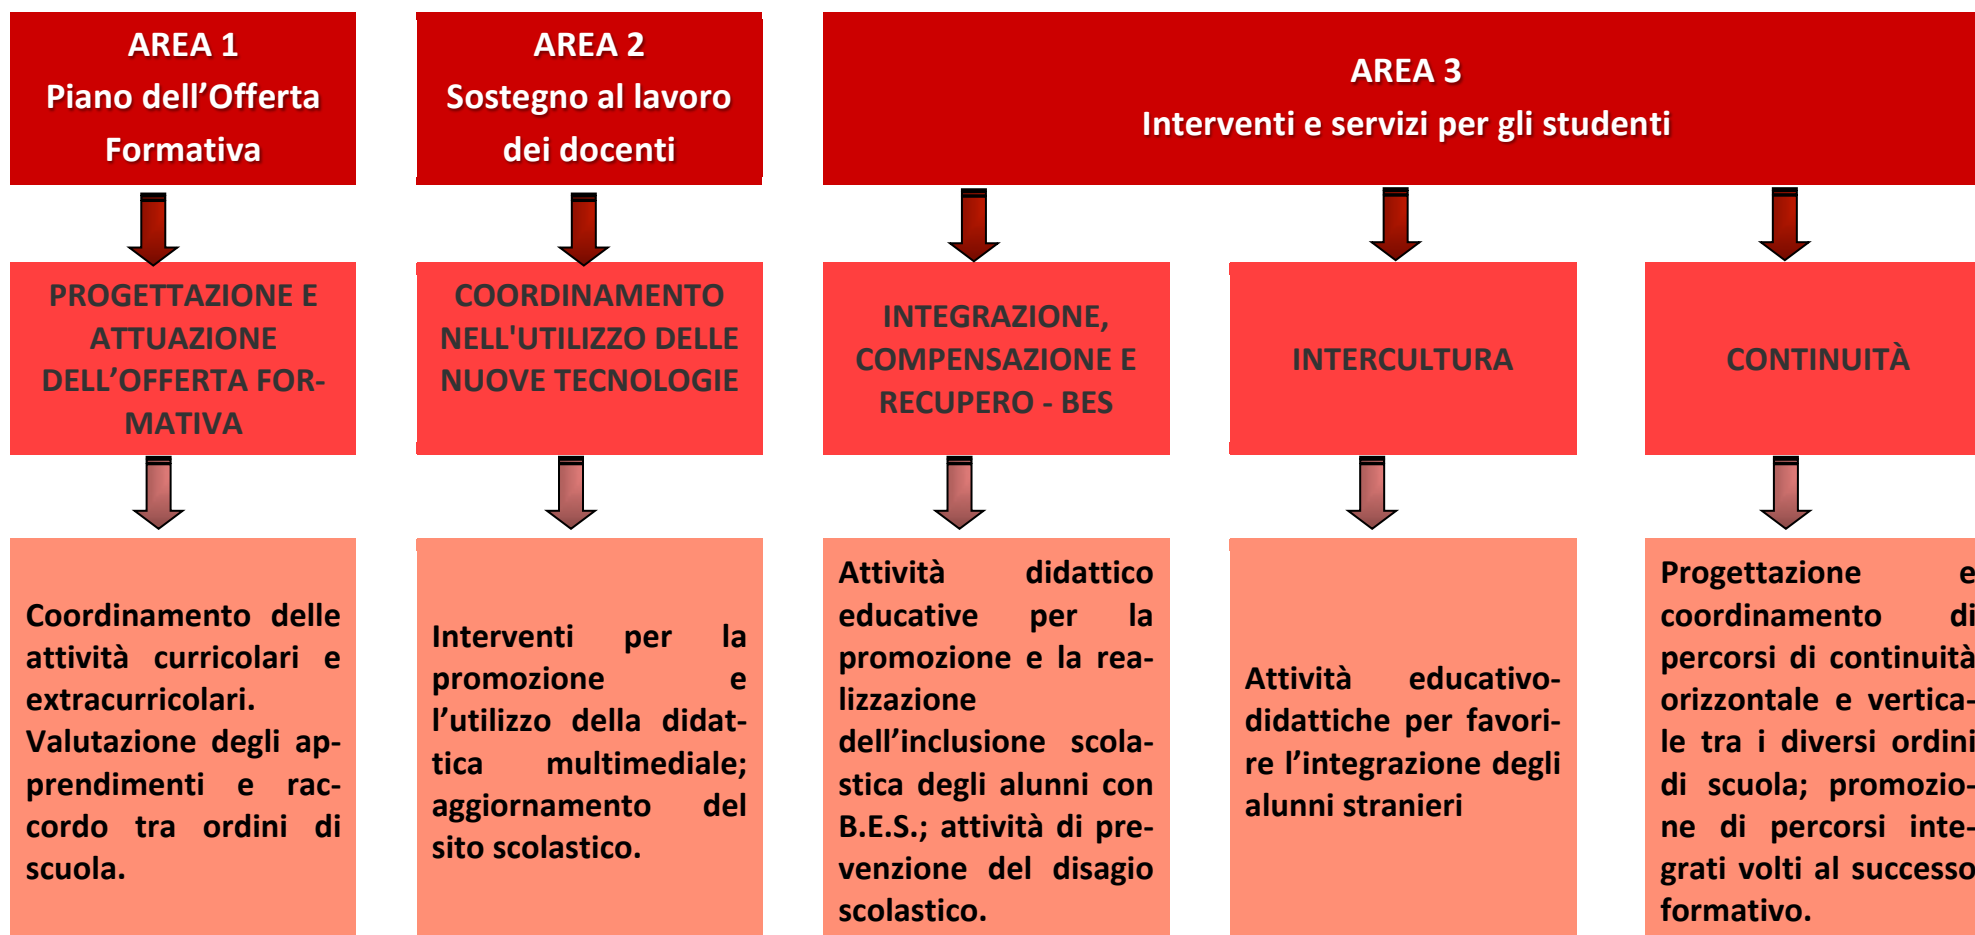 AREA 1
Piano dell’Offerta
Formativa
AREA 2
Sostegno al lavoro
dei docenti
AREA 3
Interventi e servizi per gli studenti
PROGETTAZIONE E
ATTUAZIONE
DELL’OFFERTA FOR-
MATIVA
COORDINAMENTO
NELL'UTILIZZO DELLE
NUOVE TECNOLOGIE
INTEGRAZIONE,
COMPENSAZIONE E
RECUPERO - BES
INTERCULTURA
CONTINUITÀ
Coordinamento delle
attività curricolari e
extracurricolari.
Valutazione degli ap-
prendimenti e rac-
cordo tra ordini di
scuola.
Interventi per la
promozione e
l’utilizzo della didat-
tica multimediale;
aggiornamento del
sito scolastico.
Attività didattico
educative per la
promozione e la rea-
lizzazione
dell’inclusione scola-
stica degli alunni con
B.E.S.; attività di pre-
venzione del disagio
scolastico.
Attività educativo-
didattiche per favori-
re l’integrazione degli
alunni stranieri
Progettazione e
coordinamento di
percorsi di continuità
orizzontale e vertica-
le tra i diversi ordini
di scuola; promozio-
ne di percorsi inte-
grati volti al successo
formativo.